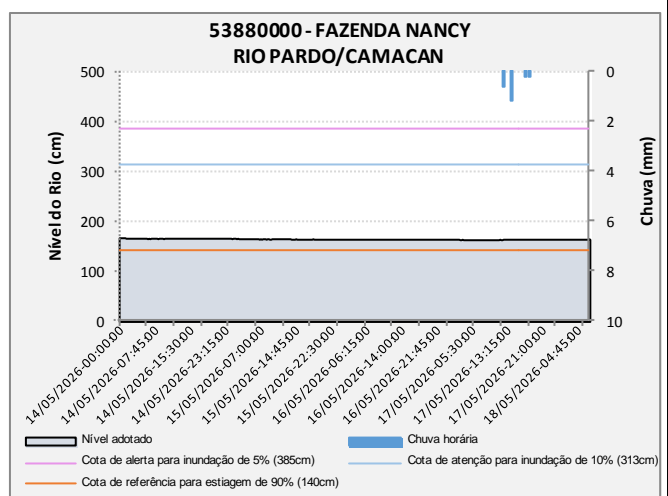 53880000 - FAZENDA NANCY
RIO PARDO/CAMACAN
Nível do Rio (cm)
500
400
300
200
100
0
Chuva (mm)
0
2
4
6
8
10
14/05/2026-00:00:00
14/05/2026-07:45:00
14/05/2026-15:30:00
14/05/2026-23:15:00
15/05/2026-07:00:00
15/05/2026-14:45:00
15/05/2026-22:30:00
16/05/2026-06:15:00
16/05/2026-14:00:00
16/05/2026-21:45:00
17/05/2026-05:30:00
17/05/2026-13:15:00
17/05/2026-21:00:00
18/05/2026-04:45:00
Nível adotado
Chuva horária
Cota de alerta para inundação de 5% (385cm)
Cota de atenção para inundação de 10% (313cm)
Cota de referência para estiagem de 90% (140cm)